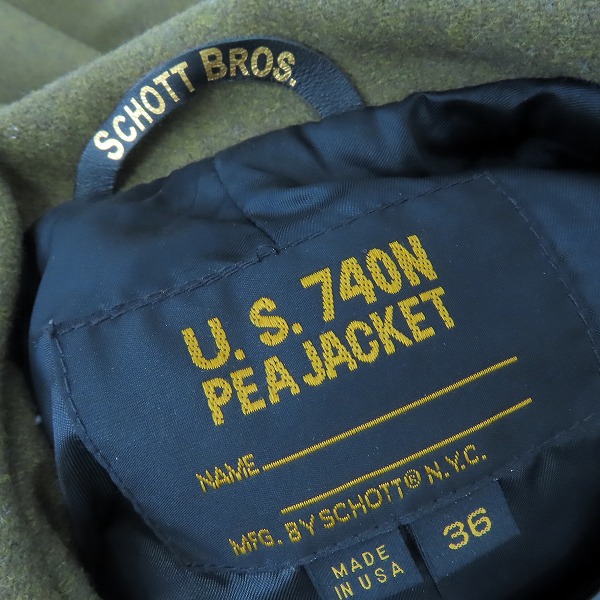 SCHOTT BROS.
U.S. 740N
PEA JACKET
NAME
MFG. BY SCHOTT® N.Y.C.
MADE
IN USA
36